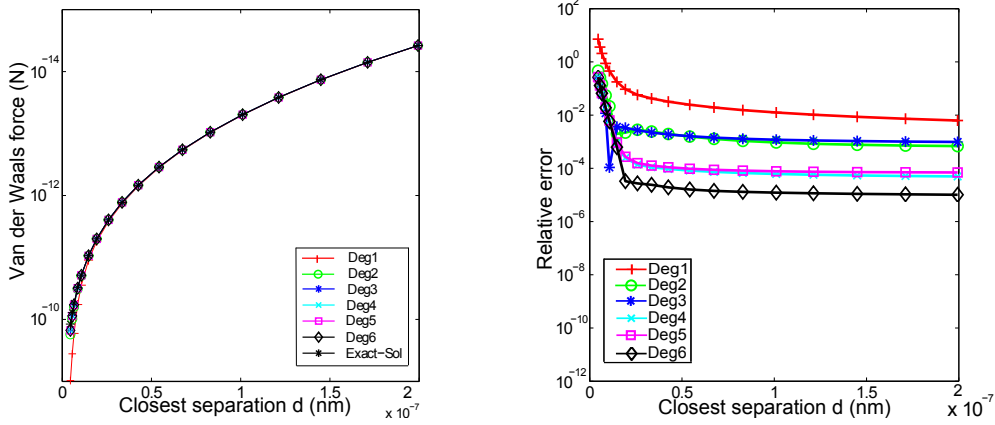 Van der Waals force (N)
10^-14
10^12
10^-10
Deg1
Deg2
Deg3
Deg4
Deg5
Deg6
Exact-Sol
0 0.5 1 1.5 2
x 10^-7
Closest separation d (nm)
Relative error
10^2
10^0
10^-2
10^-4
10^-6
10^-8
10^-10
10^-12
Deg1
Deg2
Deg3
Deg4
Deg5
Deg6
0 0.5 1 1.5 2
x 10^-7
Closest separation d (nm)